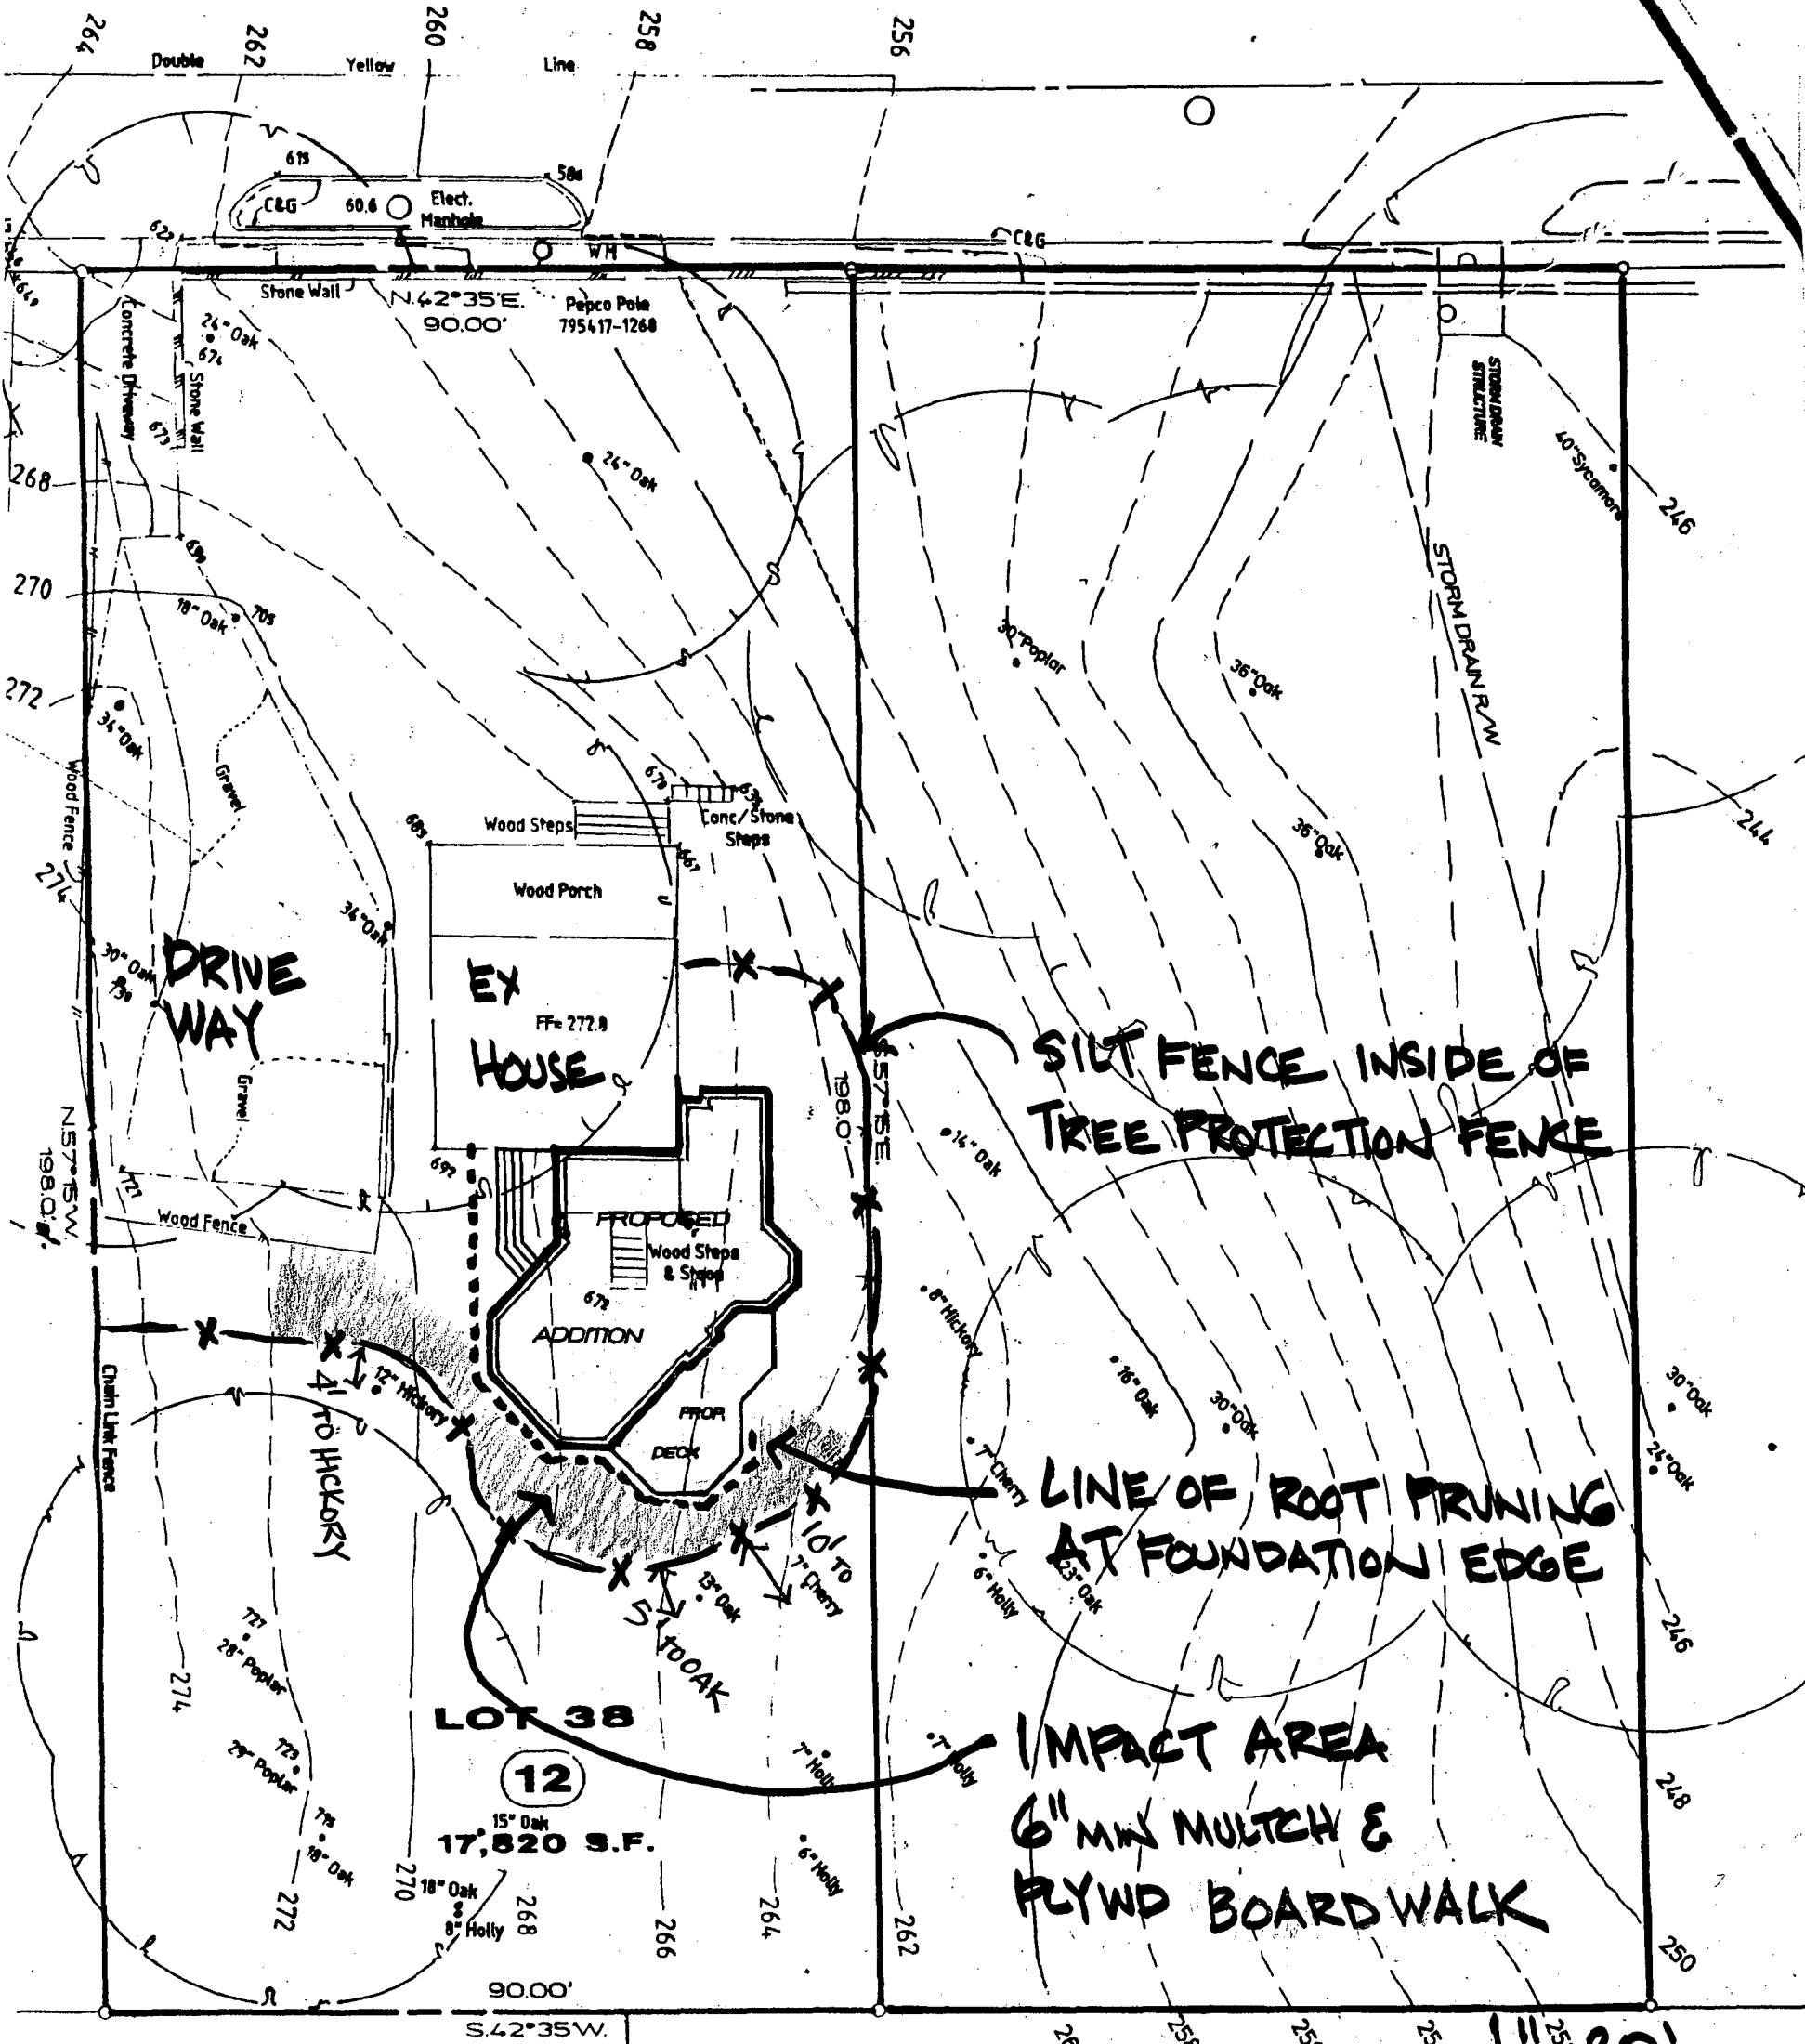 264
262
260
258
256
Double Yellow Line
C&G
60.6
Elect.
Manhole
WM
C&G
Stone Wall
N.42°35'E.
90.00'
Pepco Pole
795417-1268
Concrete Driveway
24" Oak
Stone Wall
24" Oak
STORM DRAIN
STRUCTURE
40" Sycamore
246
268
270
18" Oak
STORM DRAIN R/W
30" Poplar
36" Oak
272
34" Oak
Gravel
Wood Fence
274
Wood Steps
Conc/Stone
Steps
36" Oak
244
Wood Porch
34" Oak
30" Oak
DRIVE
WAY
EX
FF= 272.8
HOUSE
Gravel
S 57°15'E.
198.0'
SILT FENCE INSIDE OF
TREE PROTECTION FENCE
N.57°15'W.
198.0'
14" Oak
Wood Fence
PROPOSED
Wood Steps
& Stoop
ADDITION
8" Hickory
Chain Link Fence
4' TO HICKORY
12" Hickory
PROP.
DECK
16" Oak
30" Oak
30" Oak
24" Oak
7" Cherry
LINE OF ROOT PRUNING
AT FOUNDATION EDGE
10' TO
7" Cherry
13" Oak
5' TO OAK
6" Holly
23" Oak
246
28" Poplar
274
LOT 38
12
29" Poplar
7" Holly
7" Holly
IMPACT AREA
6" MIN MULTCH &
PLYWD BOARD WALK
248
15" Oak
17,820 S.F.
18" Oak
6" Holly
18" Oak
8" Holly
272
270
268
266
264
262
250
90.00'
S.42°35'W.